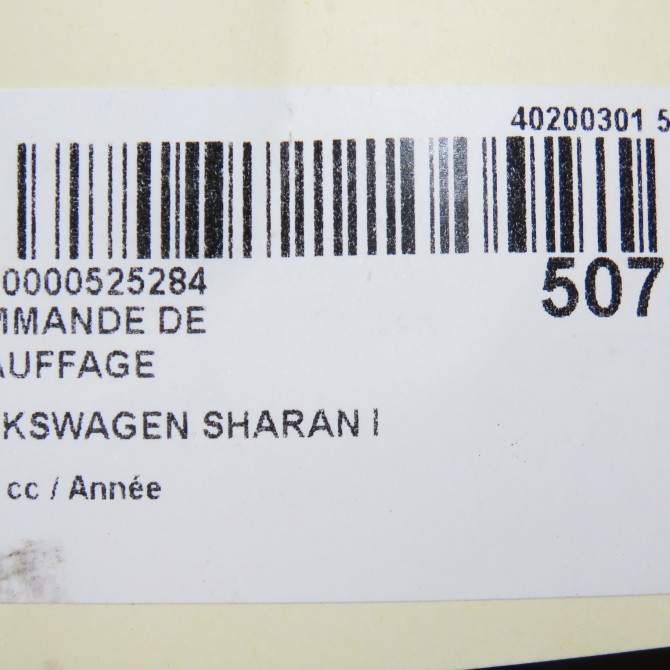 40200301 5
0000525284
507
MMANDE DE
AUFFAGE
KSWAGEN SHARAN I
cc / Année